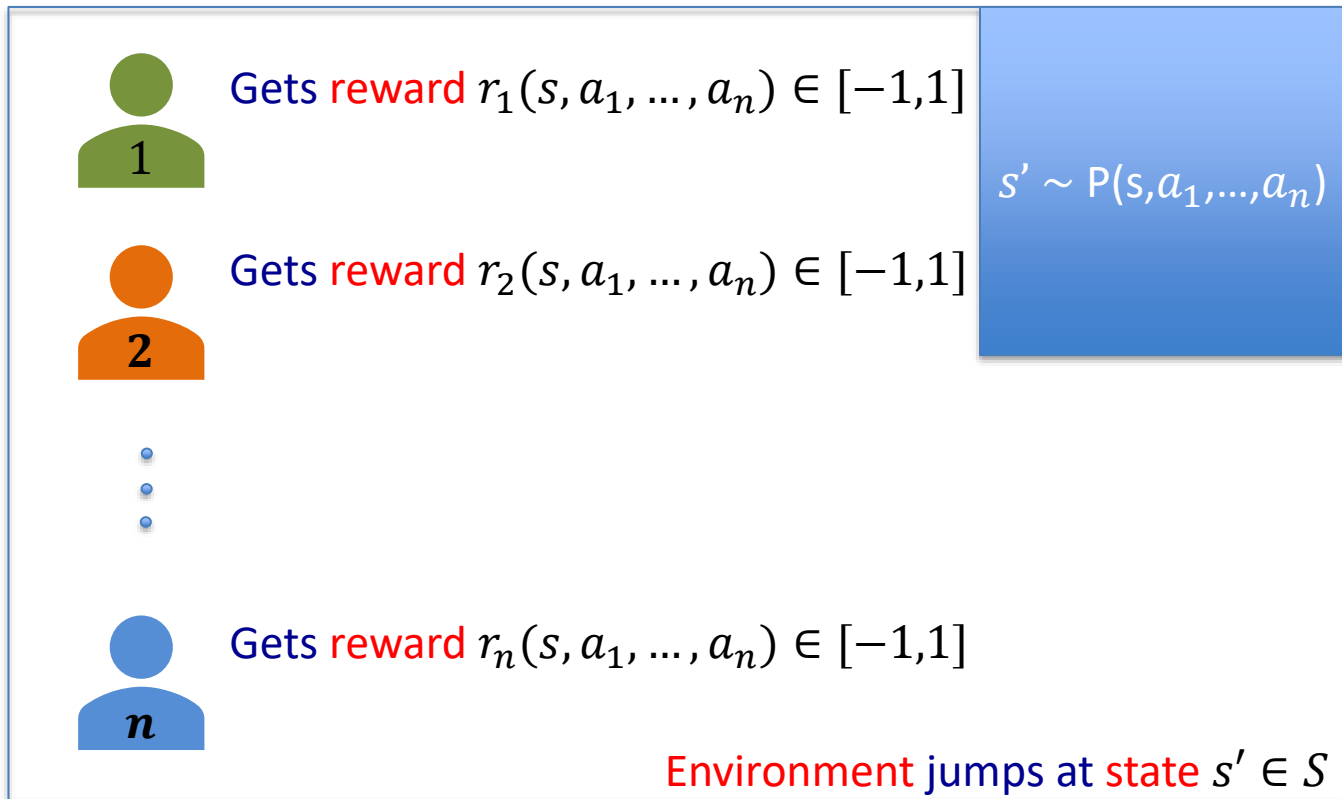 Gets reward r₁(s, a₁, … , aₙ) ∈ [−1,1]
1
s’ ~ P(s,a₁,…,aₙ)
Gets reward r₂(s, a₁, … , aₙ) ∈ [−1,1]
2
Gets reward rₙ(s, a₁, … , aₙ) ∈ [−1,1]
n
Environment jumps at state s′ ∈ S